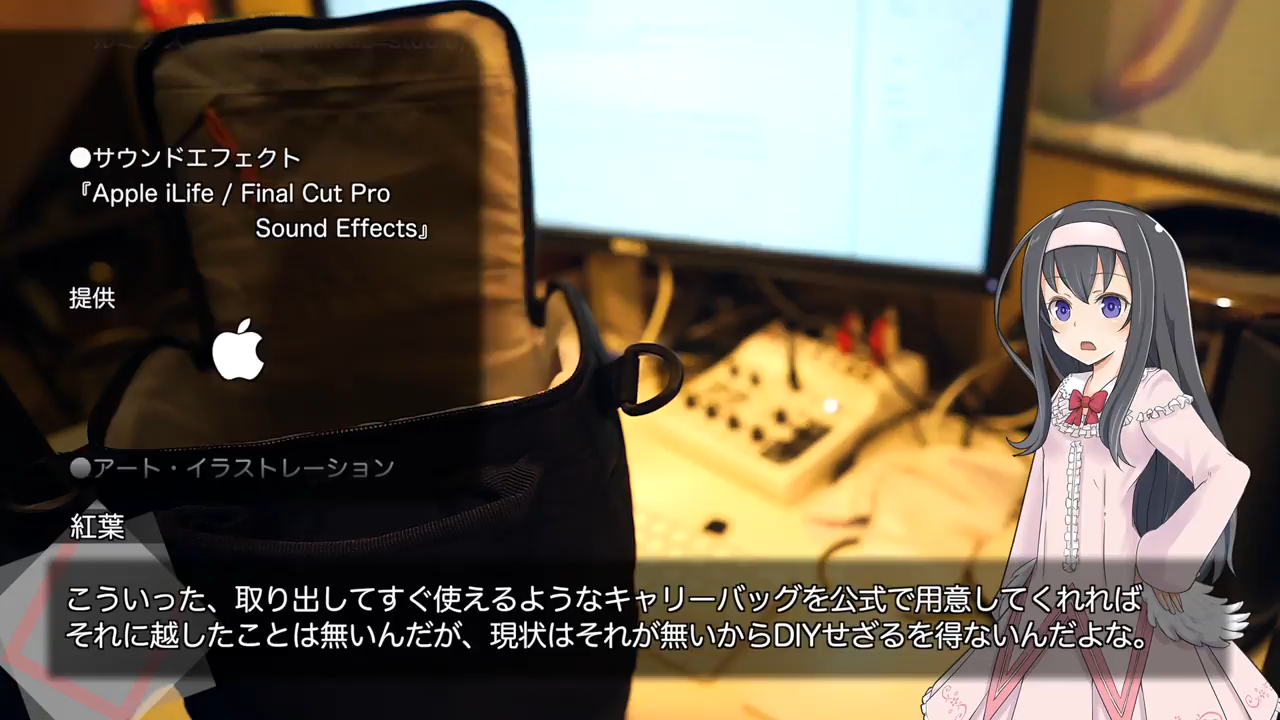 ●サウンドエフェクト
『Apple iLife / Final Cut Pro
Sound Effects』
提供
●アート・イラストレーション
紅葉
こういった、取り出してすぐ使えるようなキャリーバッグを公式で用意してくれれば
それに越したことは無いんだが、現状はそれが無いからDIYせざるを得ないんだよな。